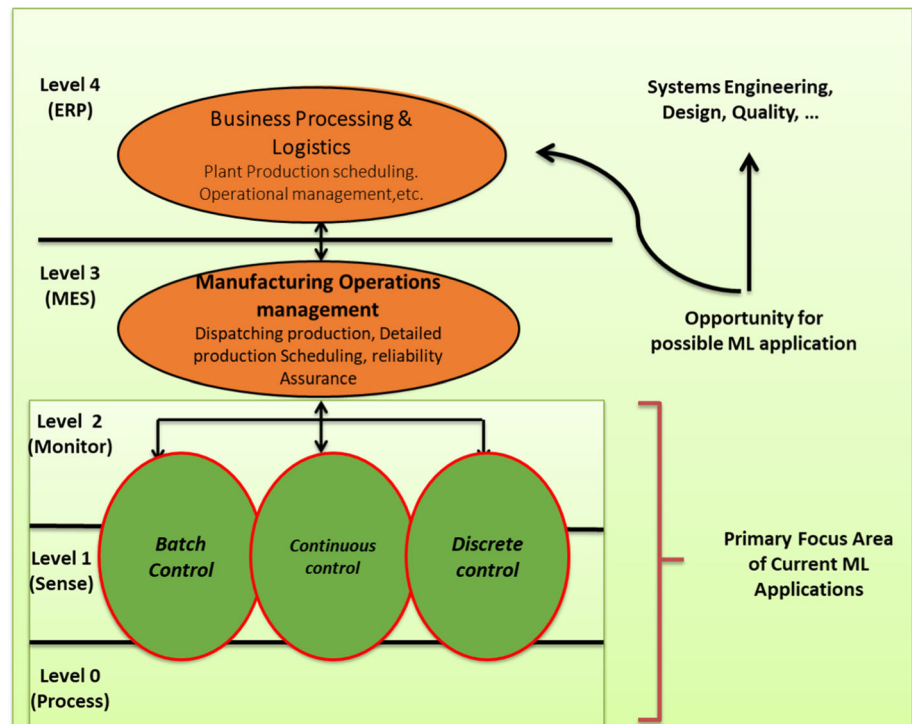 Level 4
(ERP)
Business Processing &
Logistics
Plant Production scheduling.
Operational management,etc.
Systems Engineering,
Design, Quality, ...
Level 3
(MES)
Manufacturing Operations
management
Dispatching production, Detailed
production Scheduling, reliability
Assurance
Opportunity for
possible ML application
Level 2
(Monitor)
Level 1
(Sense)
Batch
Control
Continuous
control
Discrete
control
Primary Focus Area
of Current ML
Applications
Level 0
(Process)